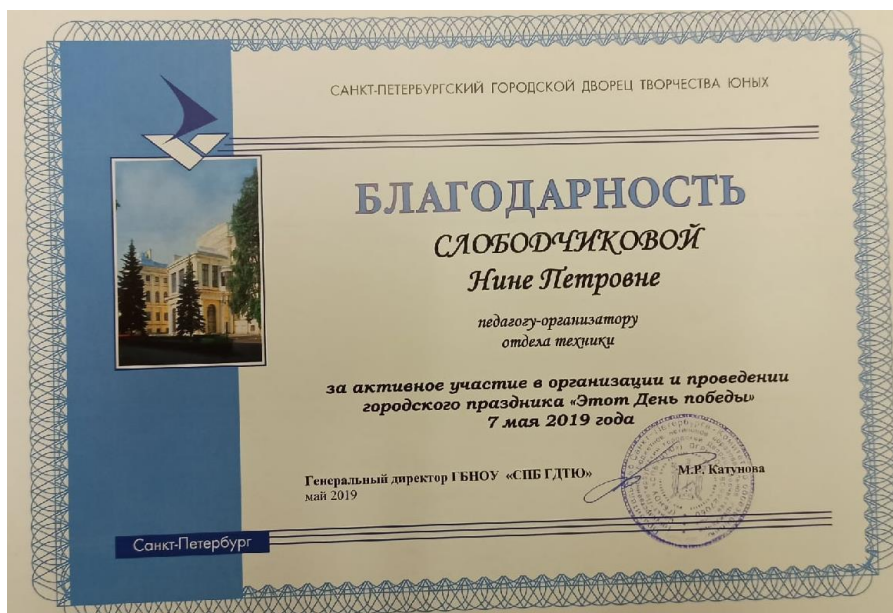 САНКТ-ПЕТЕРБУРГСКИЙ ГОРОДСКОЙ ДВОРЕЦ ТВОРЧЕСТВА ЮНЫХ
БЛАГОДАРНОСТЬ
СЛОБОДЧИКОВОЙ
Нине Петровне
педагогу-организатору
отдела техники
за активное участие в организации и проведении
городского праздника «Этот День победы»
7 мая 2019 года
Генеральный директор ГБНОУ «СПБ ГДТЮ» М.Р. Катунова
май 2019
Санкт-Петербург